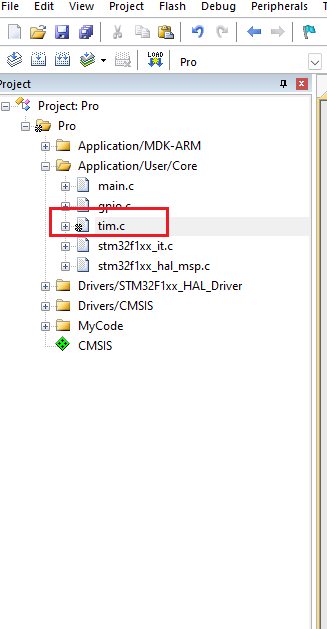 File Edit View Project Flash Debug Peripherals
LOAD Pro
Project
Project: Pro
Pro
Application/MDK-ARM
Application/User/Core
main.c
gpio.c
tim.c
stm32f1xx_it.c
stm32f1xx_hal_msp.c
Drivers/STM32F1xx_HAL_Driver
Drivers/CMSIS
MyCode
CMSIS